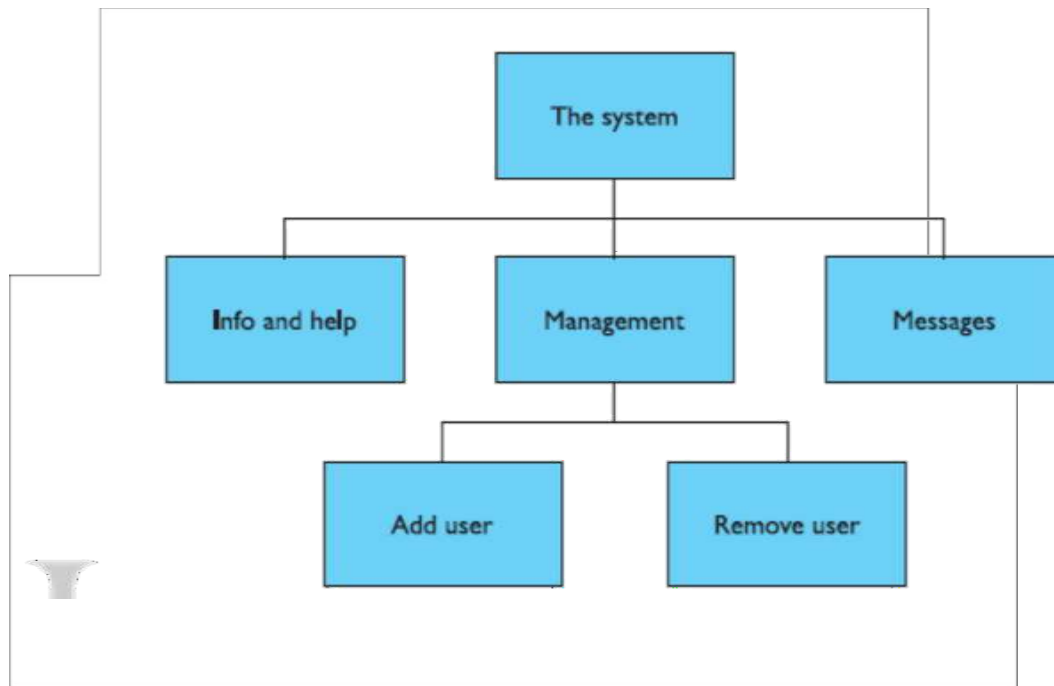 The system
Info and help
Management
Messages
Add user
Remove user